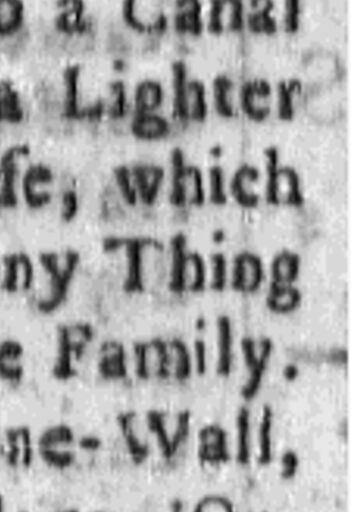 a Canal
a Lighter
fe, which
ny Thing
e Family.
ne-Wall,